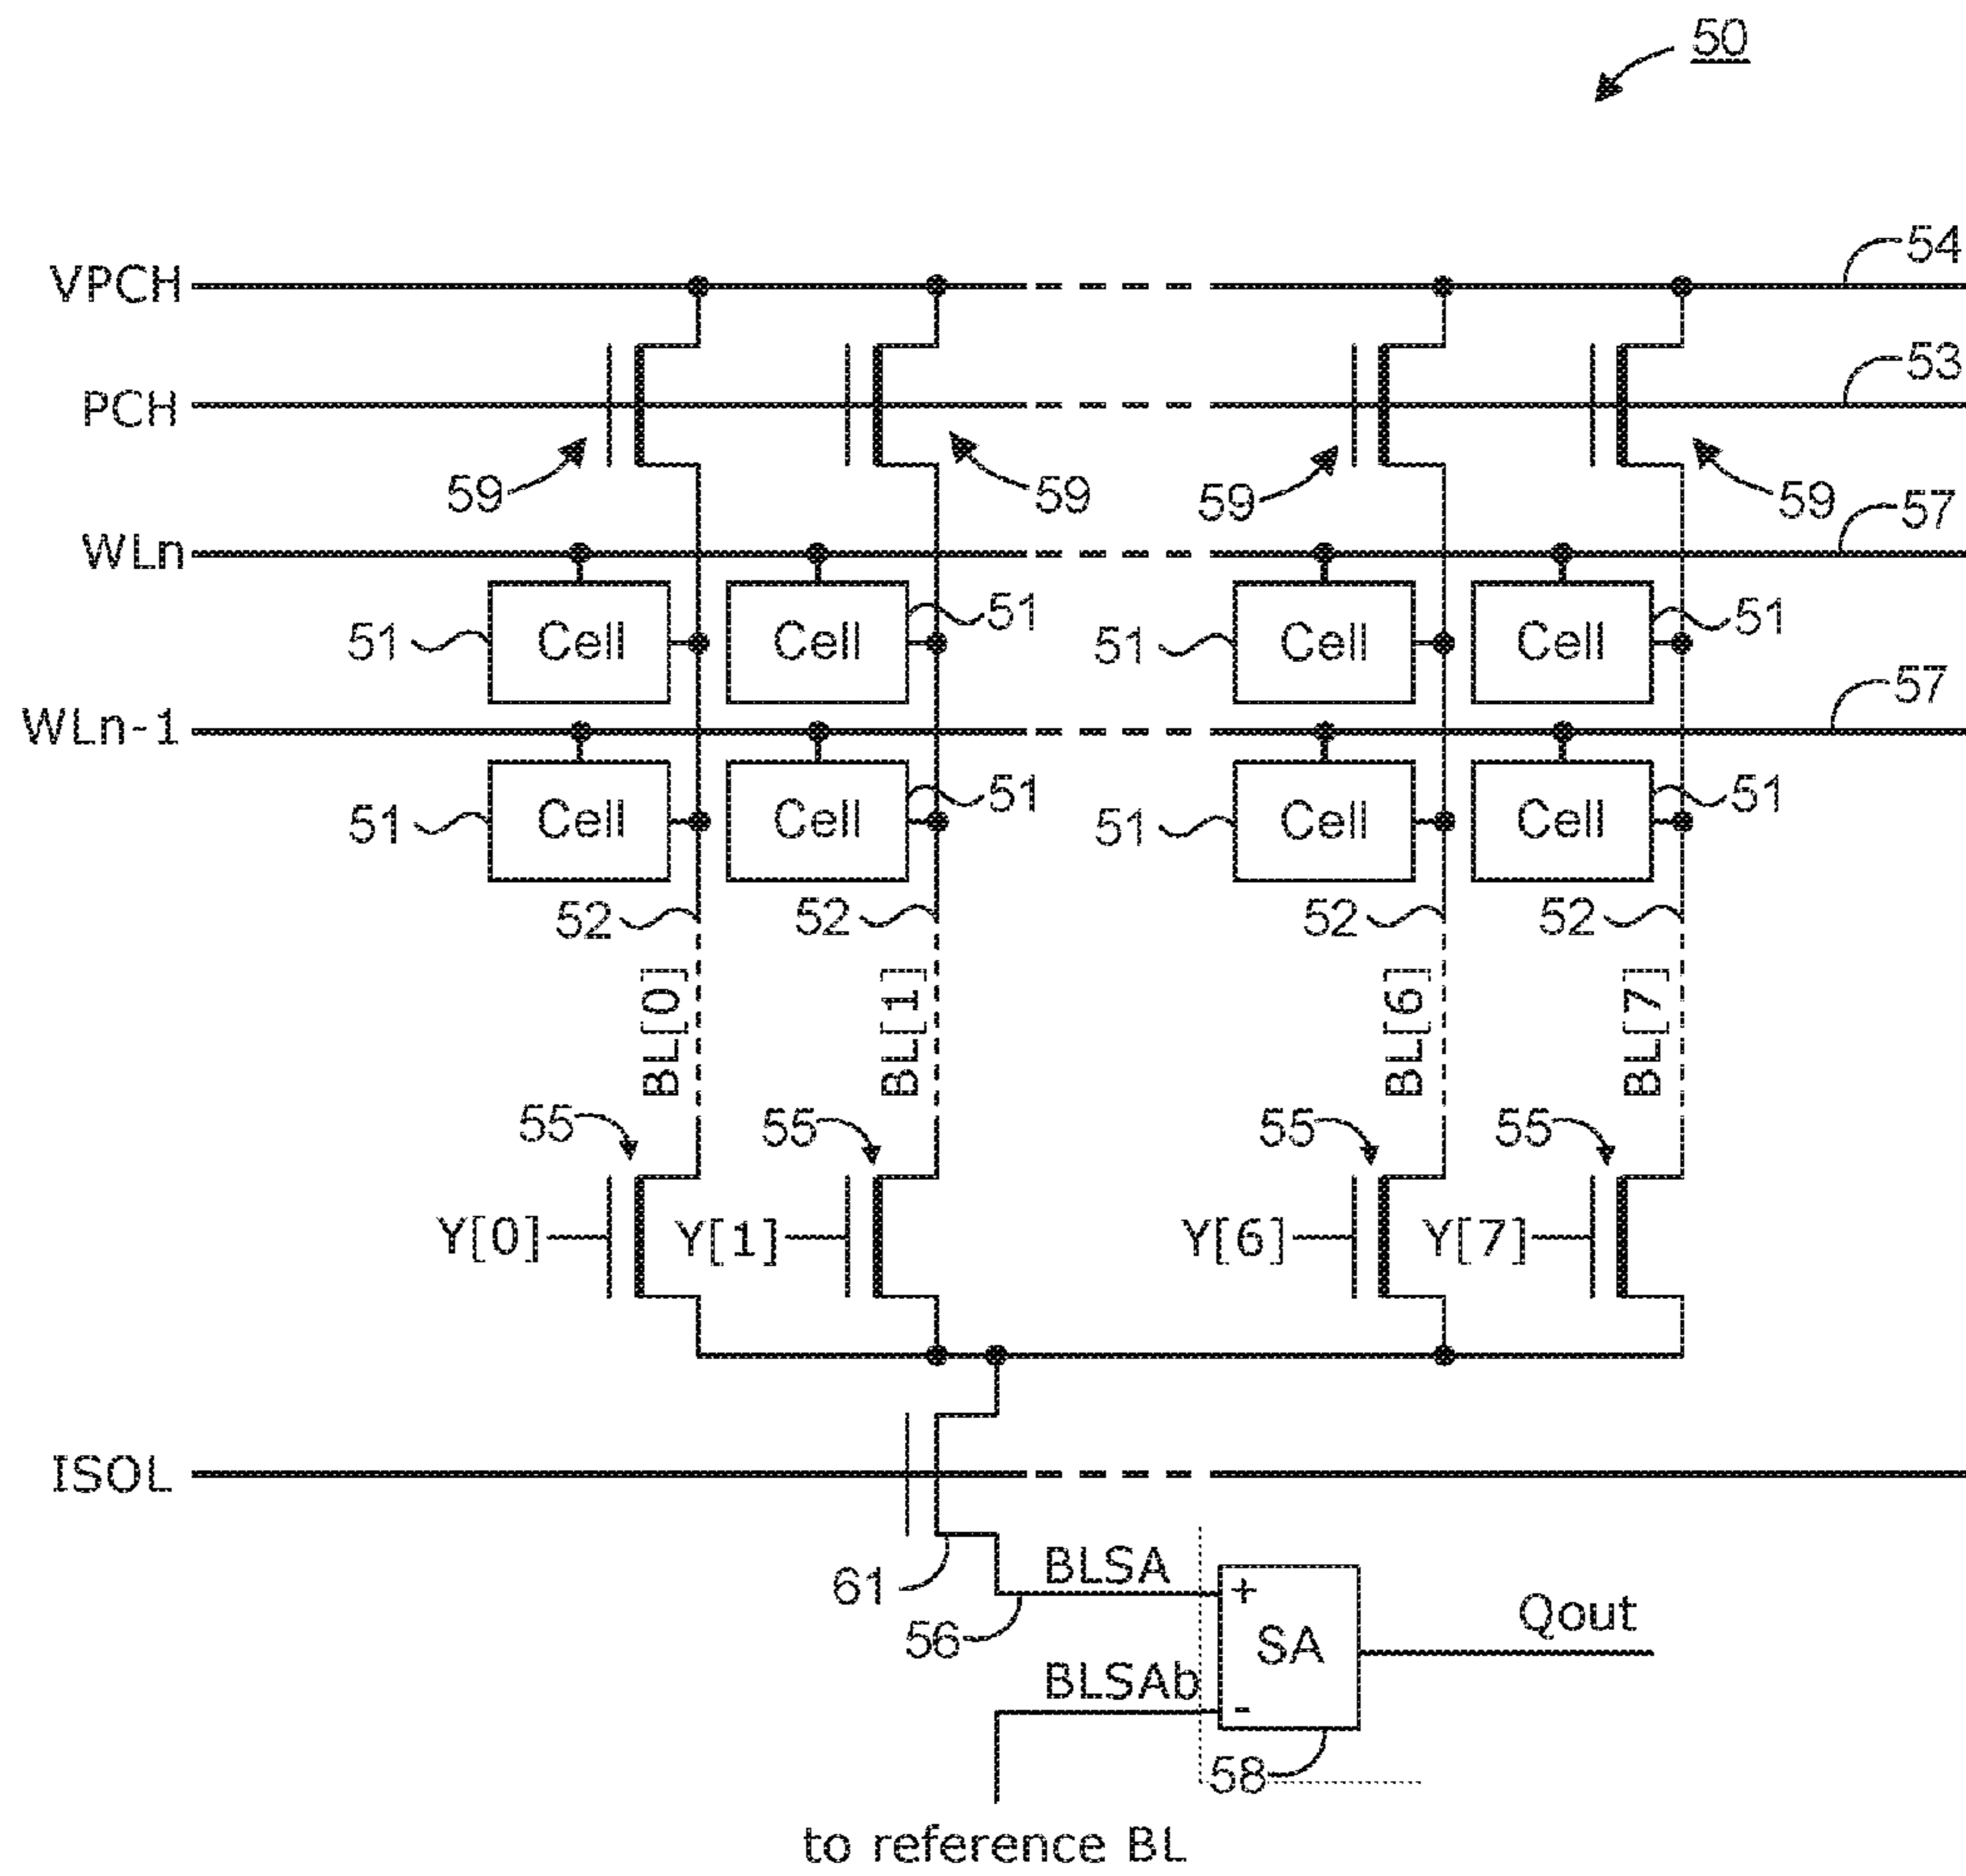 50
VPCH
54
PCH
53
59
59
59
59
WLn
57
Cell
51
Cell
51
Cell
51
Cell
51
WLn-1
57
Cell
51
Cell
51
Cell
51
Cell
51
52
52
52
52
BL[0]
BL[1]
BL[6]
BL[7]
55
55
55
55
Y[0]
Y[1]
Y[6]
Y[7]
ISOL
61
BLSA
56
+
SA
-
Qout
BLSAb
58
to reference BL